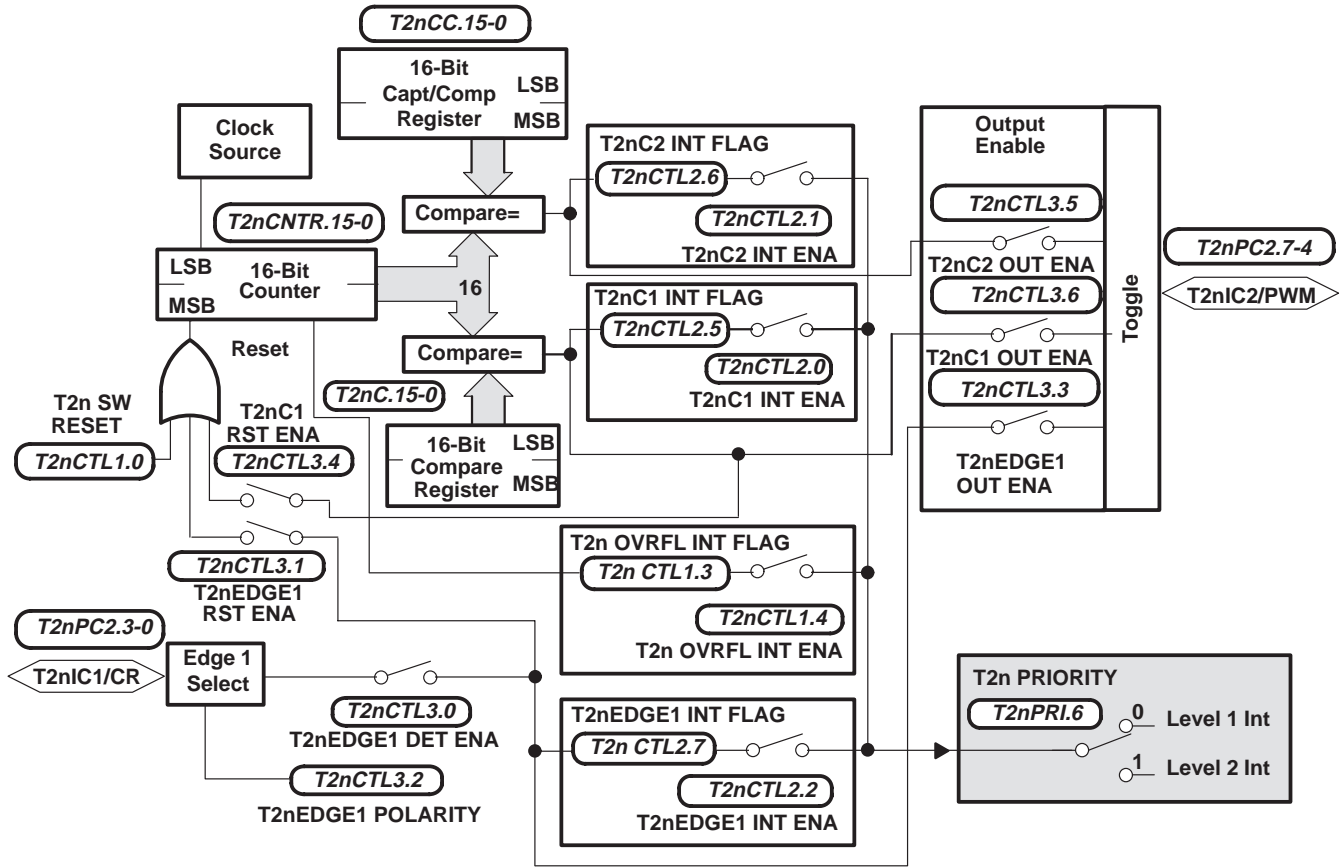 T2nCC.15-0
16-Bit
Capt/Comp
Register
LSB
MSB
Clock
Source
T2nCNTR.15-0
Compare=
LSB
MSB
16-Bit
Counter
16
Reset
Compare=
T2nC.15-0
16-Bit
Compare
Register
LSB
MSB
T2n SW
RESET
T2nCTL1.0
T2nC1
RST ENA
T2nCTL3.4
T2nCTL3.1
T2nEDGE1
RST ENA
T2nPC2.3-0
T2nIC1/CR
Edge 1
Select
T2nCTL3.0
T2nEDGE1 DET ENA
T2nCTL3.2
T2nEDGE1 POLARITY
T2nC2 INT FLAG
T2nCTL2.6
T2nCTL2.1
T2nC2 INT ENA
T2nC1 INT FLAG
T2nCTL2.5
T2nCTL2.0
T2nC1 INT ENA
T2n OVRFL INT FLAG
T2n CTL1.3
T2nCTL1.4
T2n OVRFL INT ENA
T2nEDGE1 INT FLAG
T2n CTL2.7
T2nCTL2.2
T2nEDGE1 INT ENA
Output
Enable
T2nCTL3.5
T2nC2 OUT ENA
T2nCTL3.6
T2nC1 OUT ENA
T2nCTL3.3
T2nEDGE1
OUT ENA
Toggle
T2nPC2.7-4
T2nIC2/PWM
T2n PRIORITY
T2nPRI.6
0
Level 1 Int
1
Level 2 Int